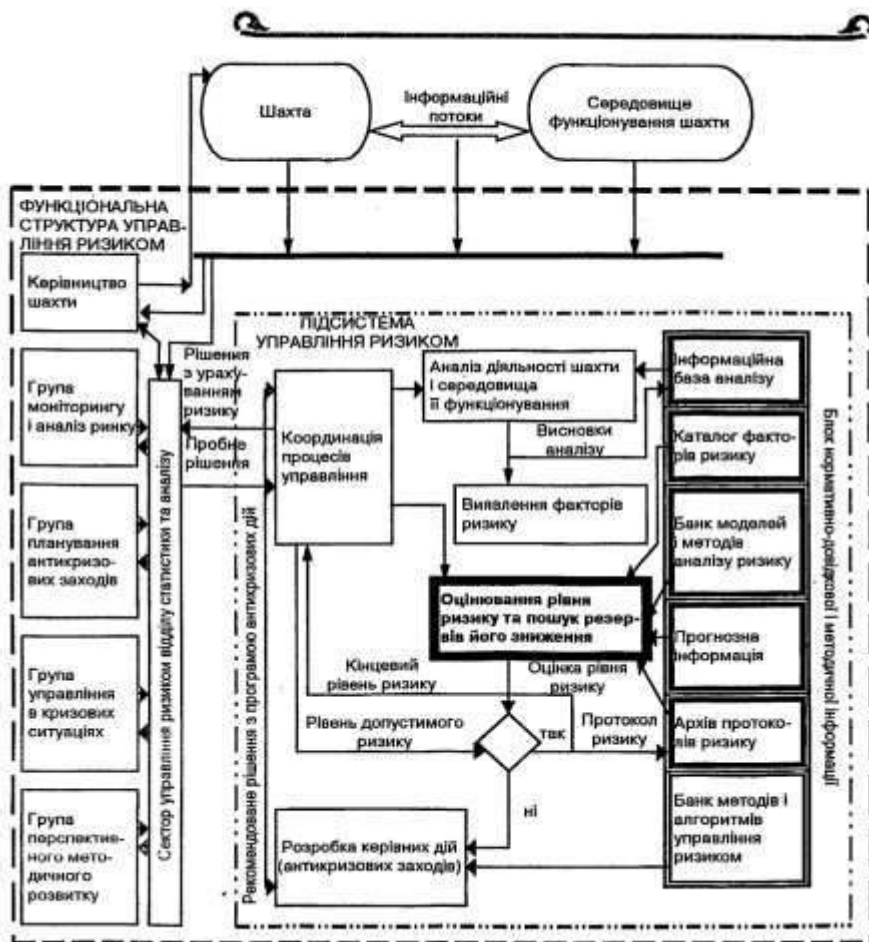 Шахта
Інформаційні
потоки
Середовище
функціонування шахти
ФУНКЦІОНАЛЬНА
СТРУКТУРА УПРАВ-
ЛІННЯ РИЗИКОМ
Керівництво
шахти
Група
моніторингу
і аналіз ринку
Група
планування
антикризо-
вих заходів
Група
управління
в кризових
ситуаціях
Група
перспектив-
ного мето-
дичного
розвитку
Сектор управління ризиком відділу статистики та аналізу
Рішення
з ураху-
ванням
ризику
Пробне
рішення
Рекомендоване рішення з програмою антикризових дій
ПІДСИСТЕМА
УПРАВЛІННЯ РИЗИКОМ
Координація
процесів
управління
Аналіз діяльності шахти
і середовища
її функціонування
Висновки
аналізу
Виявлення факторів
ризику
Оцінювання рівня
ризику та пошук резер-
вів його зниження
Кінцевий
рівень ризику
Оцінка рівня
ризику
Рівень допустимого
ризику
так
Протокол
ризику
ні
Розробка керівних дій
(антикризових заходів)
Інформаційна
база аналізу
Каталог факто-
рів ризику
Банк моделей
і методів
аналізу ризику
Прогнозна
інформація
Архів протоко-
лів ризику
Банк методів і
алгоритмів
управління
ризиком
Блок нормативно-довідкової і методичної інформації